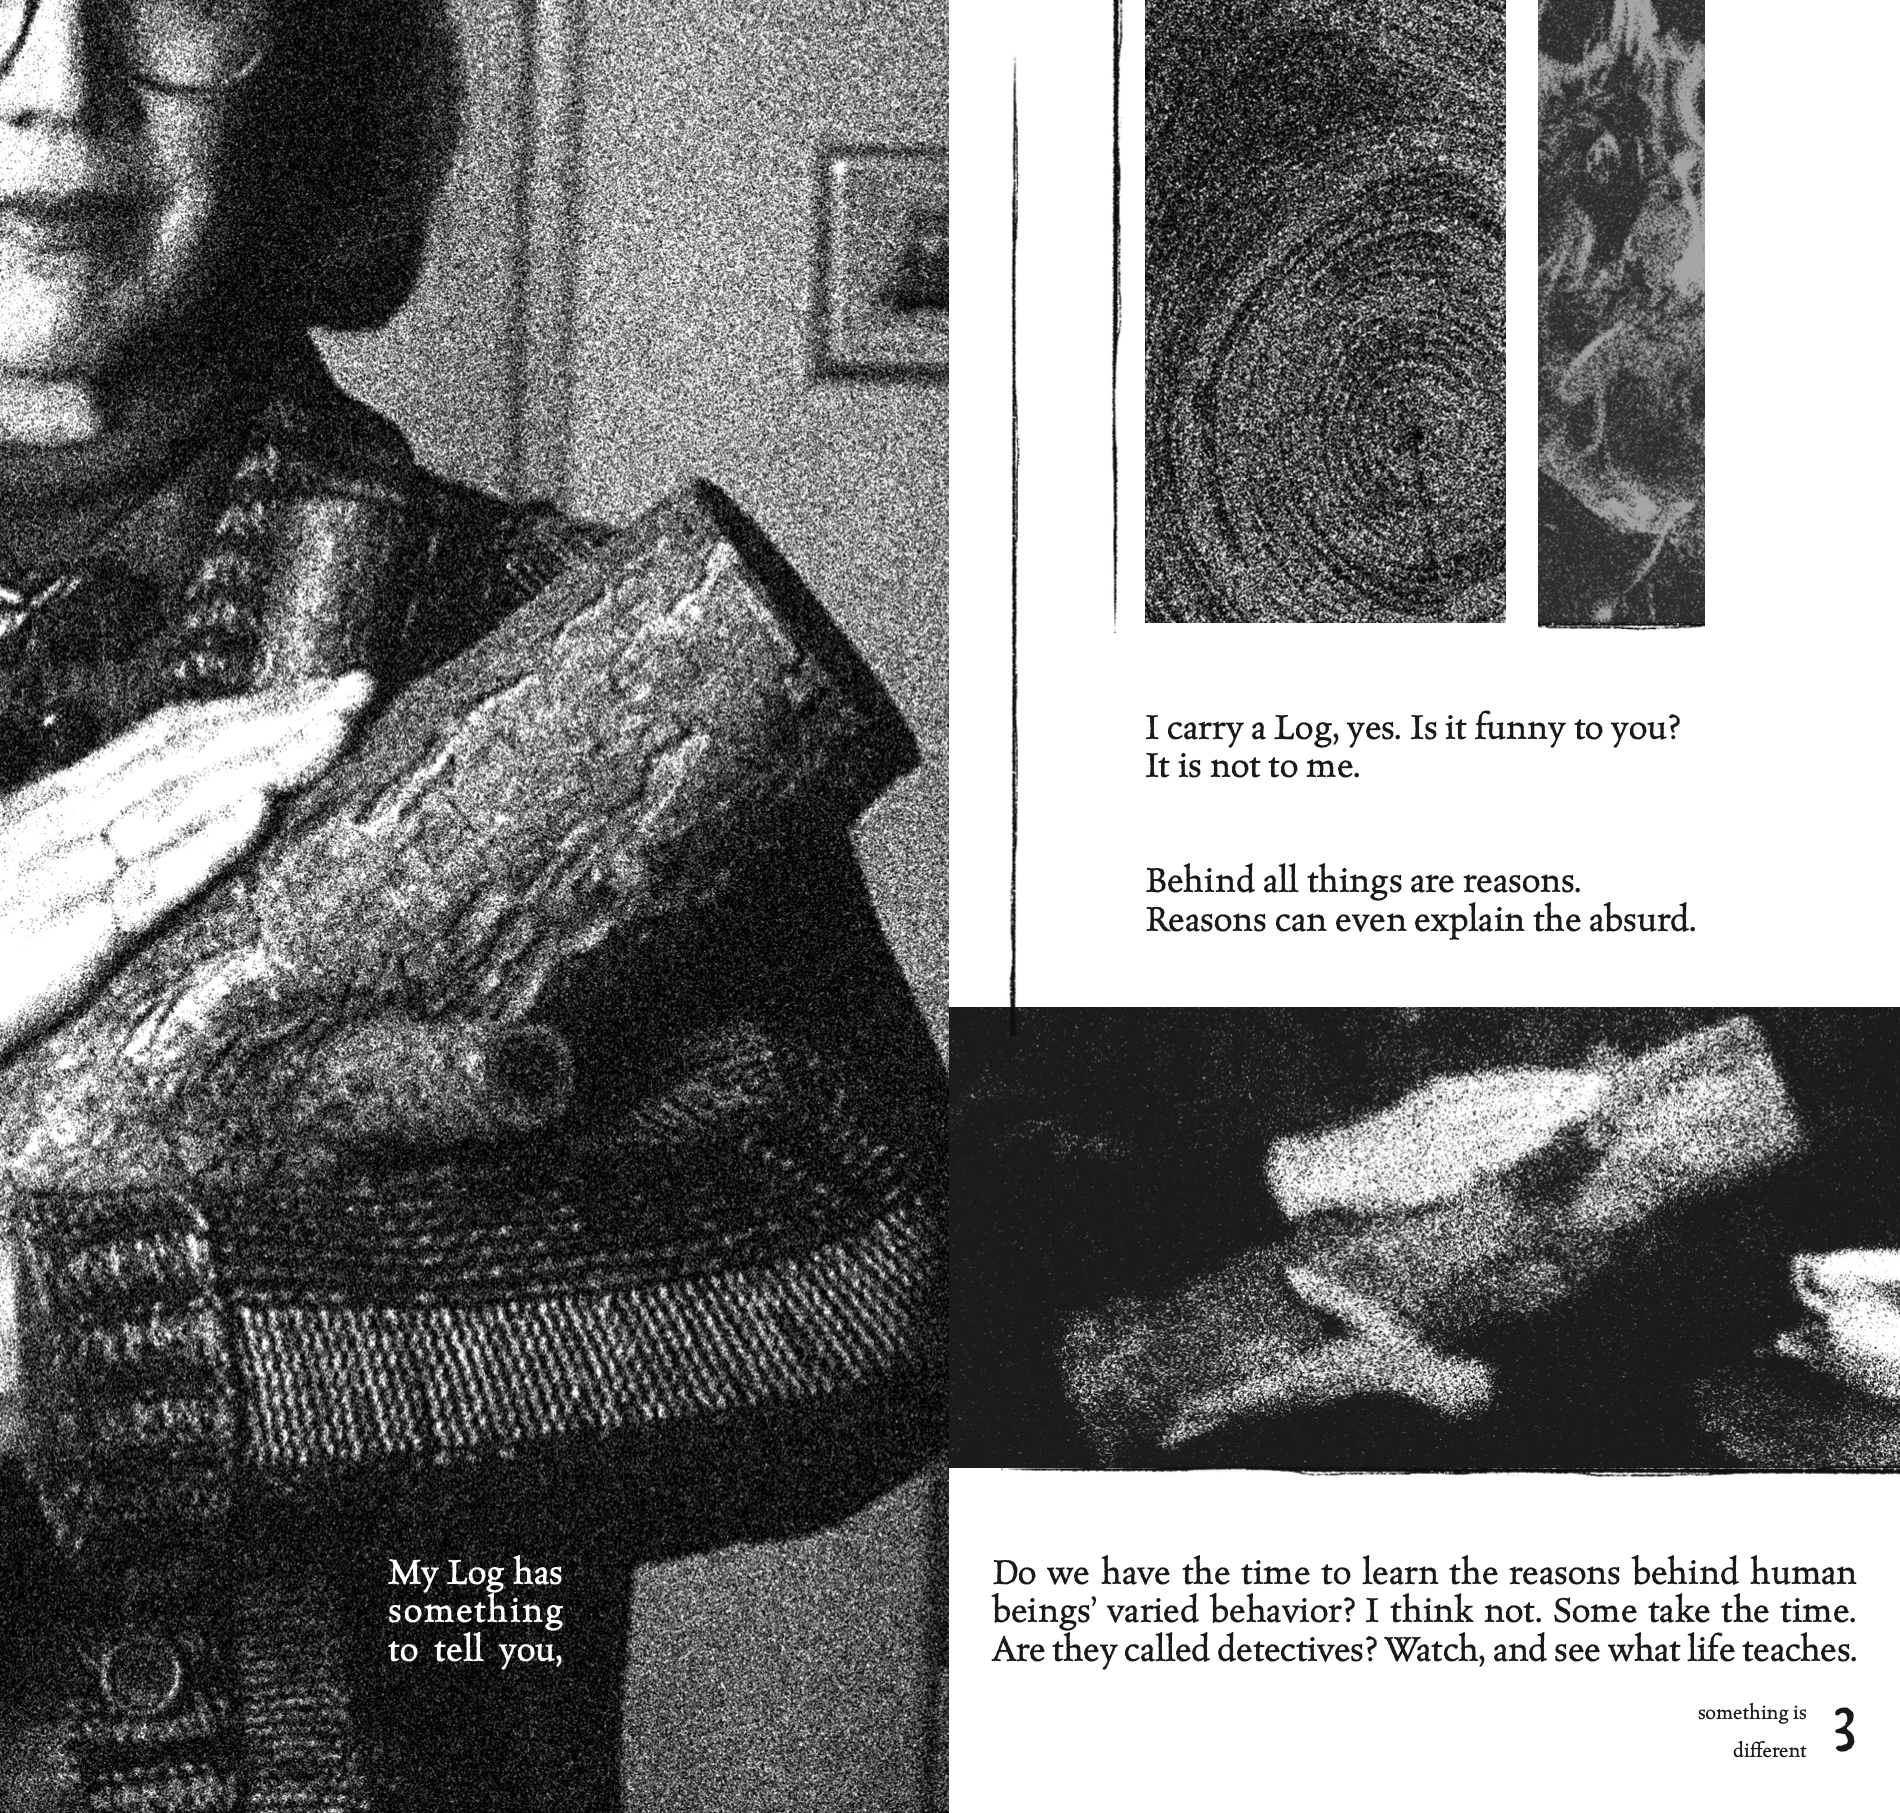 My Log has
something
to tell you,
I carry a Log, yes. Is it funny to you?
It is not to me.
Behind all things are reasons.
Reasons can even explain the absurd.
Do we have the time to learn the reasons behind human
beings’ varied behavior? I think not. Some take the time.
Are they called detectives? Watch, and see what life teaches.
something is
different
3